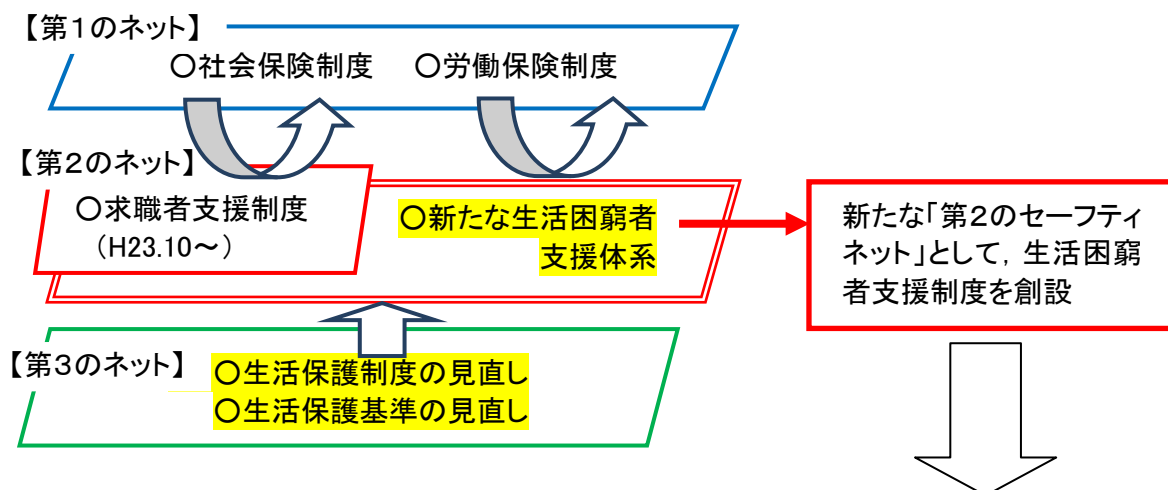 【第1のネット】
○社会保険制度　○労働保険制度
【第2のネット】
○求職者支援制度
（H23.10～）
○新たな生活困窮者
支援体系
新たな「第2のセーフティ
ネット」として，生活困窮
者支援制度を創設
【第3のネット】
○生活保護制度の見直し
○生活保護基準の見直し